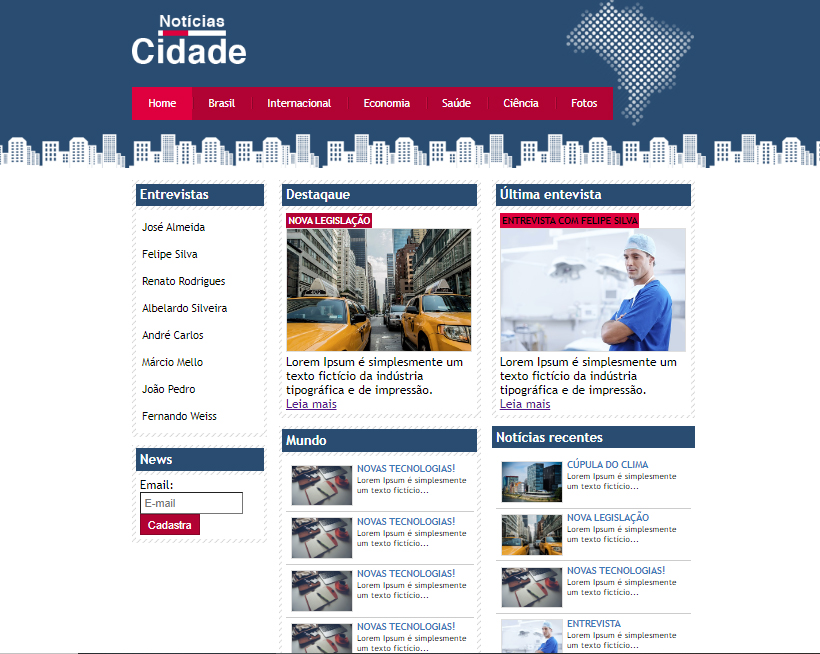 Notícias
Cidade
Home Brasil Internacional Economia Saúde Ciência Fotos
Entrevistas
José Almeida
Felipe Silva
Renato Rodrigues
Albelardo Silveira
André Carlos
Márcio Mello
João Pedro
Fernando Weiss
News
Email:
E-mail
Cadastra
Destaqaue
NOVA LEGISLAÇÃO
Lorem Ipsum é simplesmente um
texto fictício da indústria
tipográfica e de impressão.
Leia mais
Mundo
NOVAS TECNOLOGIAS!
Lorem Ipsum é simplesmente
um texto fictício...
NOVAS TECNOLOGIAS!
Lorem Ipsum é simplesmente
um texto fictício...
NOVAS TECNOLOGIAS!
Lorem Ipsum é simplesmente
um texto fictício...
NOVAS TECNOLOGIAS!
Lorem Ipsum é simplesmente
um texto fictício...
Última entevista
ENTREVISTA COM FELIPE SILVA
Lorem Ipsum é simplesmente um
texto fictício da indústria
tipográfica e de impressão.
Leia mais
Notícias recentes
CÚPULA DO CLIMA
Lorem Ipsum é simplesmente
um texto fictício...
NOVA LEGISLAÇÃO
Lorem Ipsum é simplesmente
um texto fictício...
NOVAS TECNOLOGIAS!
Lorem Ipsum é simplesmente
um texto fictício...
ENTREVISTA
Lorem Ipsum é simplesmente
um texto fictício...